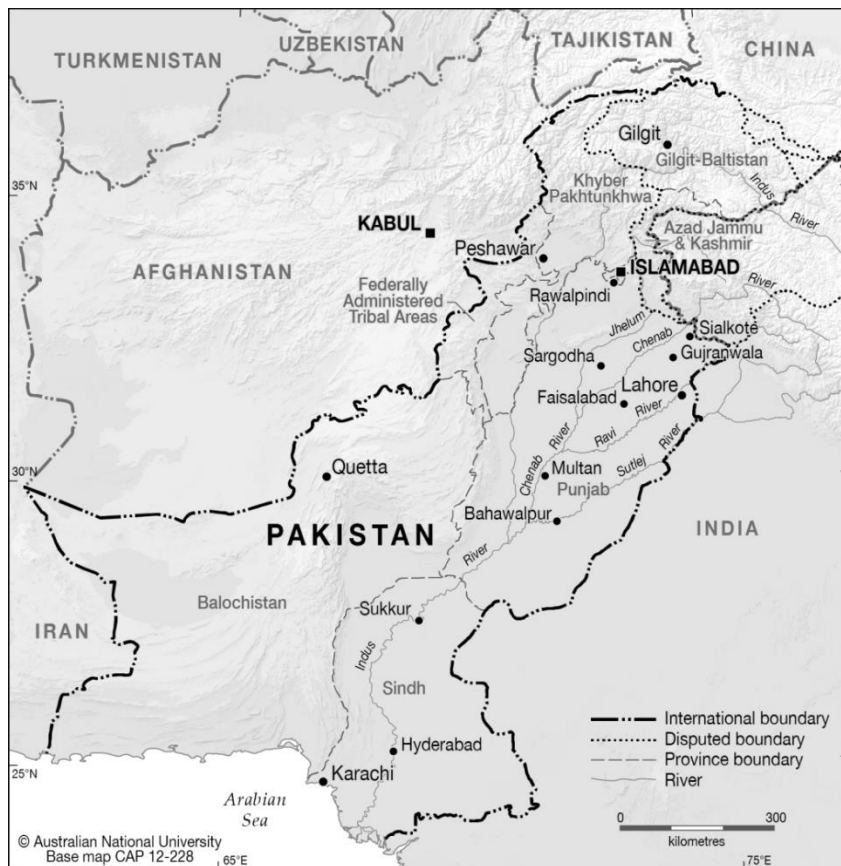 UZBEKISTAN
TAJIKISTAN
CHINA
TURKMENISTAN
Gilgit
Gilgit-Baltistan
35°N
Khyber
Pakhtunkhwa
Indus
River
KABUL
Azad Jammu
& Kashmir
Peshawar
ISLAMABAD
AFGHANISTAN
Federally
Administered
Tribal Areas
Rawalpindi
River
Jhelum
Sialkote
Chenab
Gujranwala
Sargodha
Lahore
Faisalabad
River
Ravi
River
River
30°N
Quetta
Multan
Sutlej
Chenab
Punjab
PAKISTAN
Bahawalpur
INDIA
River
Balochistan
Sukkur
IRAN
Indus
Sindh
International boundary
Disputed boundary
Hyderabad
Province boundary
25°N
Karachi
River
Arabian
Sea
0 300
kilometres
© Australian National University
Base map CAP 12-228
65°E
75°E